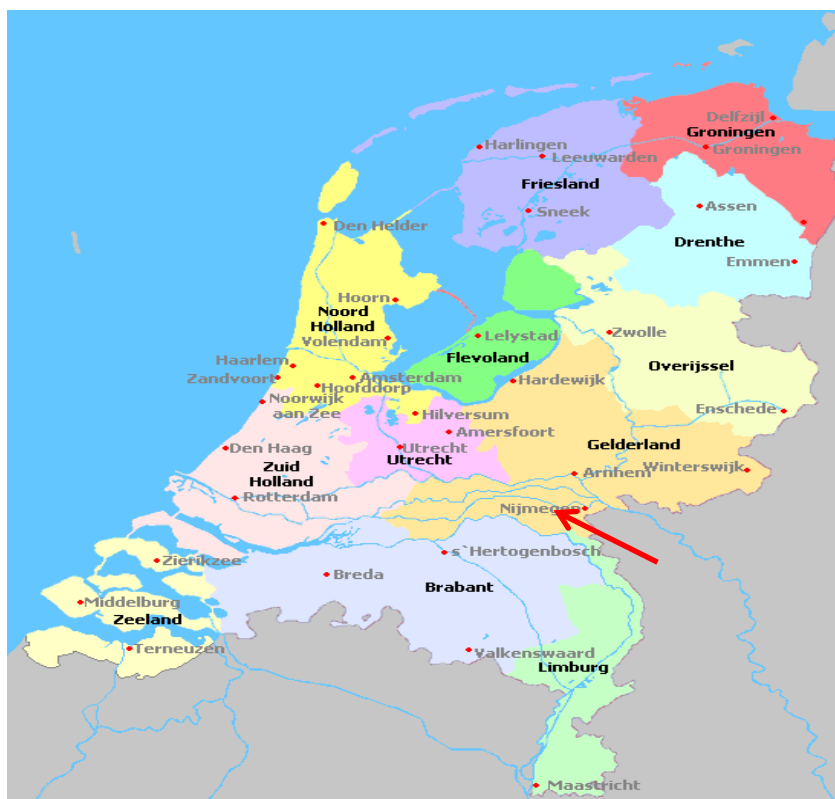 Delfzijl
Groningen
Groningen
Harlingen
Leeuwarden
Friesland
Assen
Sneek
Den Helder
Drenthe
Emmen
Hoorn
Noord
Holland
Volendam
Lelystad
Zwolle
Flevoland
Overijssel
Haarlem
Zandvoort
Amsterdam
Hoofddorp
Hardewijk
Noorwijk
aan Zee
Hilversum
Enschede
Amersfoort
Den Haag
Utrecht
Utrecht
Gelderland
Zuid
Holland
Arnhem
Winterswijk
Rotterdam
Nijmegen
Zierikzee
s`Hertogenbosch
Breda
Brabant
Middelburg
Zeeland
Terneuzen
Valkenswaard
Limburg
Maastricht